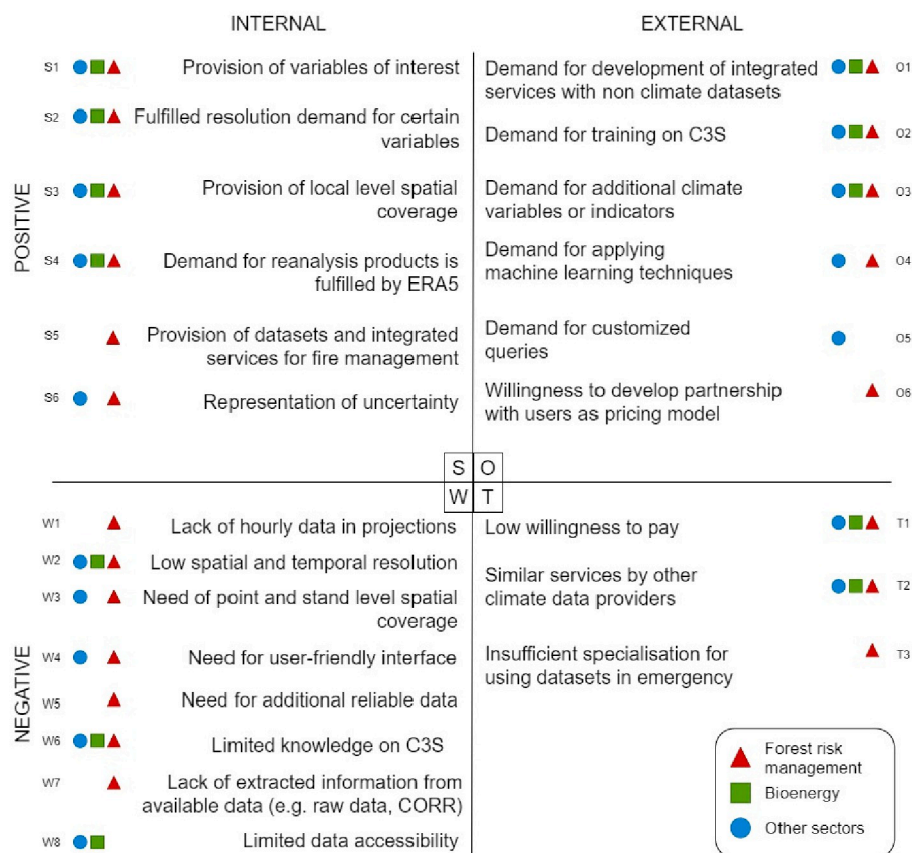 INTERNAL
EXTERNAL
POSITIVE
S1
Provision of variables of interest
S2
Fulfilled resolution demand for certain
variables
S3
Provision of local level spatial
coverage
S4
Demand for reanalysis products is
fulfilled by ERA5
S5
Provision of datasets and integrated
services for fire management
S6
Representation of uncertainty
Demand for development of integrated
services with non climate datasets
O1
Demand for training on C3S
O2
Demand for additional climate
variables or indicators
O3
Demand for applying
machine learning techniques
O4
Demand for customized
queries
O5
Willingness to develop partnership
with users as pricing model
O6
S O
W T
NEGATIVE
W1
Lack of hourly data in projections
W2
Low spatial and temporal resolution
W3
Need of point and stand level spatial
coverage
W4
Need for user-friendly interface
W5
Need for additional reliable data
W6
Limited knowledge on C3S
W7
Lack of extracted information from
available data (e.g. raw data, CORR)
W8
Limited data accessibility
Low willingness to pay
T1
Similar services by other
climate data providers
T2
Insufficient specialisation for
using datasets in emergency
T3
Forest risk
management
Bioenergy
Other sectors